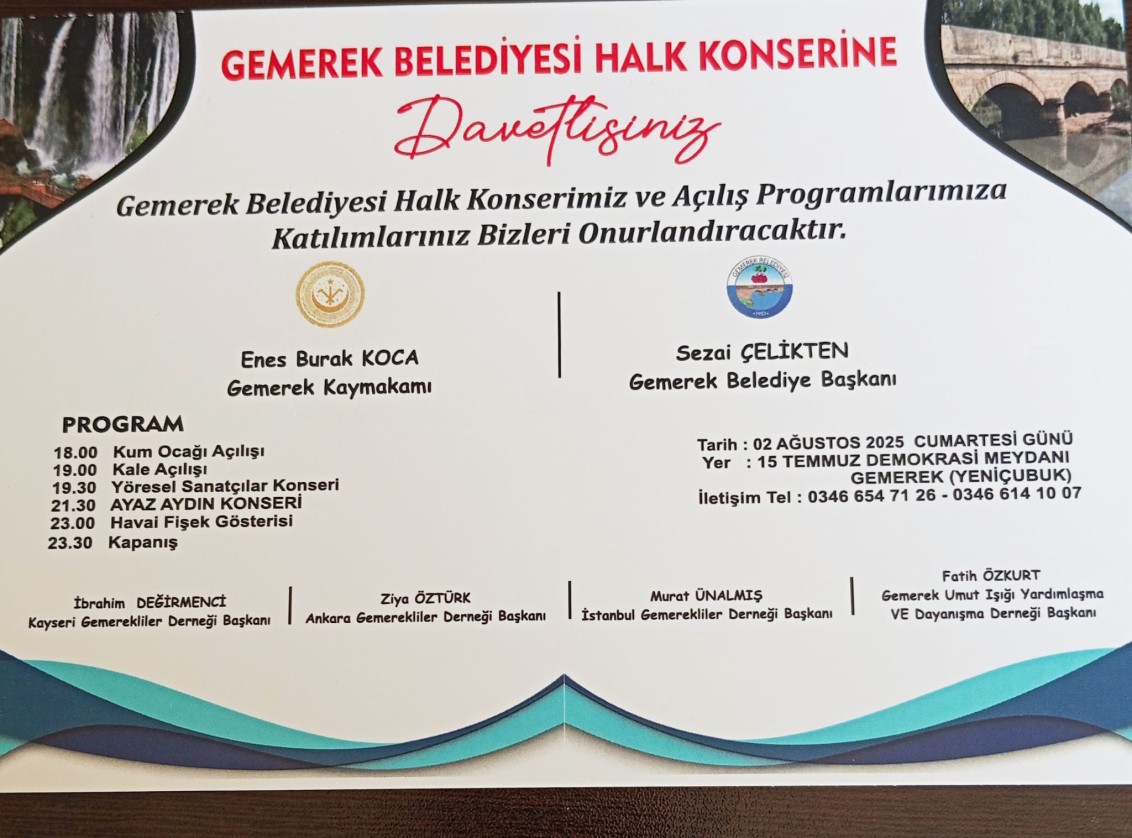 GEMEREK BELEDİYESİ HALK KONSERİNE
Davetlisiniz
Gemerek Belediyesi Halk Konserimiz ve Açılış Programlarımıza
Katılımlarınız Bizleri Onurlandıracaktır.
GEMEREK BELEDİYESİ
Enes Burak KOCA
Gemerek Kaymakamı
Sezai ÇELİKTEN
Gemerek Belediye Başkanı
PROGRAM
18.00 Kum Ocağı Açılışı
19.00 Kale Açılışı
19.30 Yöresel Sanatçılar Konseri
21.30 AYAZ AYDIN KONSERİ
23.00 Havai Fişek Gösterisi
23.30 Kapanış
Tarih : 02 AĞUSTOS 2025 CUMARTESİ GÜNÜ
Yer : 15 TEMMUZ DEMOKRASİ MEYDANI
GEMEREK (YENİÇUBUK)
İletişim Tel : 0346 654 71 26 - 0346 614 10 07
İbrahim DEĞİRMENCİ
Kayseri Gemerekliler Derneği Başkanı
Ziya ÖZTÜRK
Ankara Gemerekliler Derneği Başkanı
Murat ÜNALMIŞ
İstanbul Gemerekliler Derneği Başkanı
Fatih ÖZKURT
Gemerek Umut Işığı Yardımlaşma
VE Dayanışma Derneği Başkanı